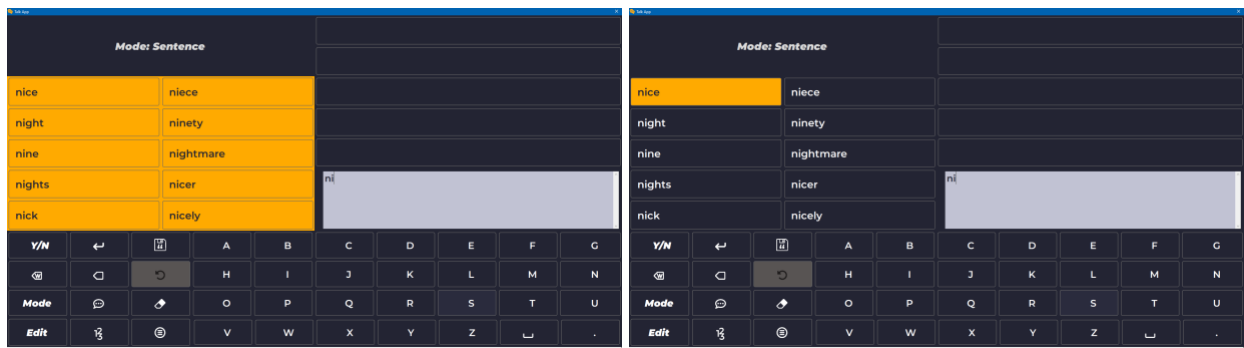 Talk App
Mode: Sentence
nice niece
night ninety
nine nightmare
nights nicer
nick nicely
ni
Y/N A B C D E F G
H I J K L M N
Mode O P Q R S T U
Edit V W X Y Z .
Talk App
Mode: Sentence
nice niece
night ninety
nine nightmare
nights nicer
nick nicely
ni
Y/N A B C D E F G
H I J K L M N
Mode O P Q R S T U
Edit V W X Y Z .